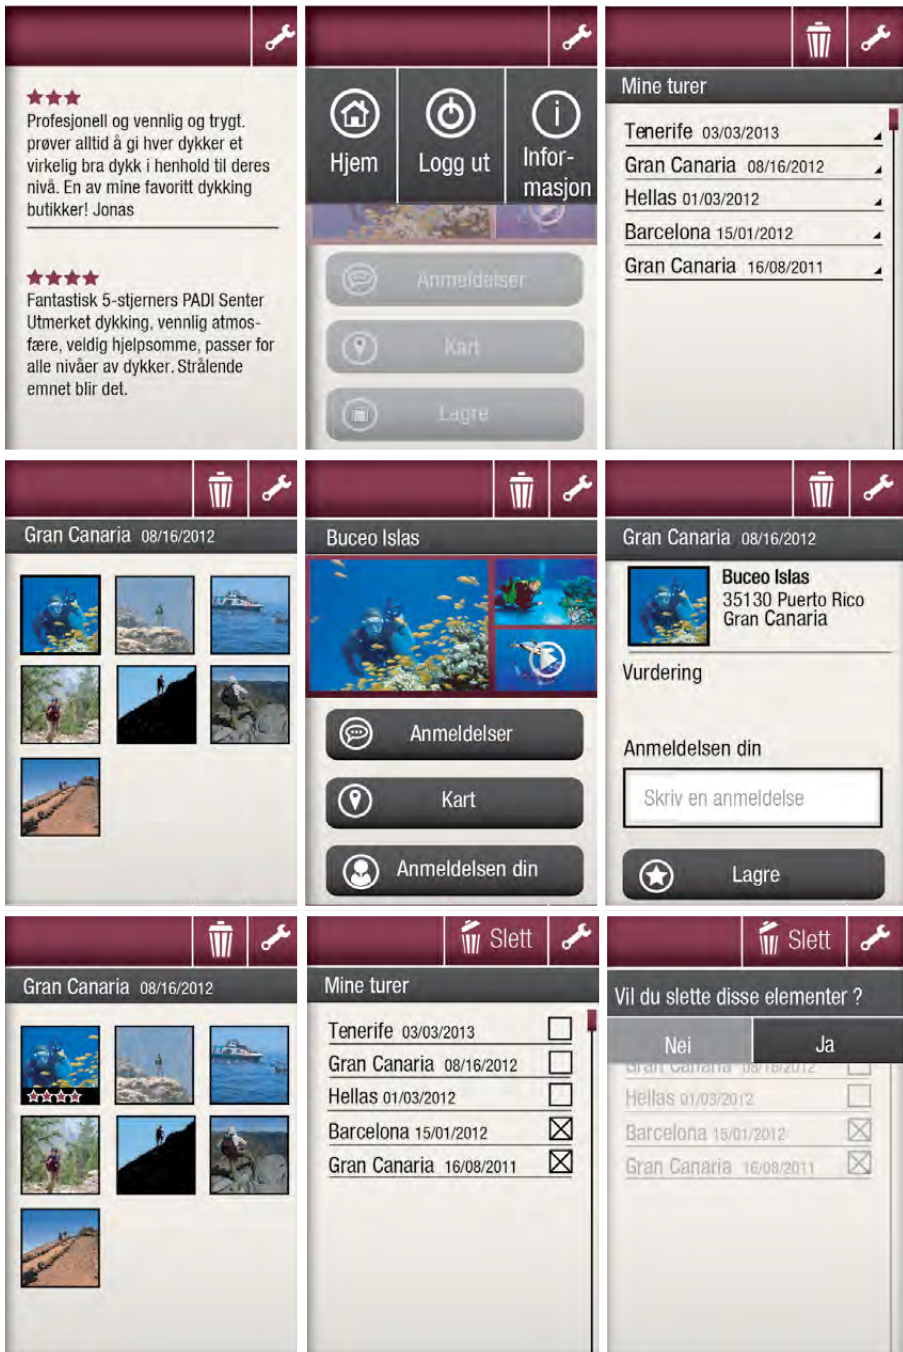 Profesjonell og vennlig og trygt.
prøver alltid å gi hver dykker et
virkelig bra dykk i henhold til deres
nivå. En av mine favoritt dykking
butikker! Jonas
Fantastisk 5-stjerners PADI Senter
Utmerket dykking, vennlig atmos-
fære, veldig hjelpsomme, passer for
alle nivåer av dykker. Strålende
emnet blir det.
Hjem
Logg ut
Infor-
masjon
Anmeldelser
Kart
Lagre
Mine turer
Tenerife 03/03/2013
Gran Canaria 08/16/2012
Hellas 01/03/2012
Barcelona 15/01/2012
Gran Canaria 16/08/2011
Gran Canaria 08/16/2012
Buceo Islas
Anmeldelser
Kart
Anmeldelsen din
Gran Canaria 08/16/2012
Buceo Islas
35130 Puerto Rico
Gran Canaria
Vurdering
Anmeldelsen din
Skriv en anmeldelse
Lagre
Gran Canaria 08/16/2012
Slett
Mine turer
Tenerife 03/03/2013
Gran Canaria 08/16/2012
Hellas 01/03/2012
Barcelona 15/01/2012
Gran Canaria 16/08/2011
Slett
Vil du slette disse elementer ?
Nei
Ja
Gran Canaria 08/16/2012
Hellas 01/03/2012
Barcelona 15/01/2012
Gran Canaria 16/08/2011